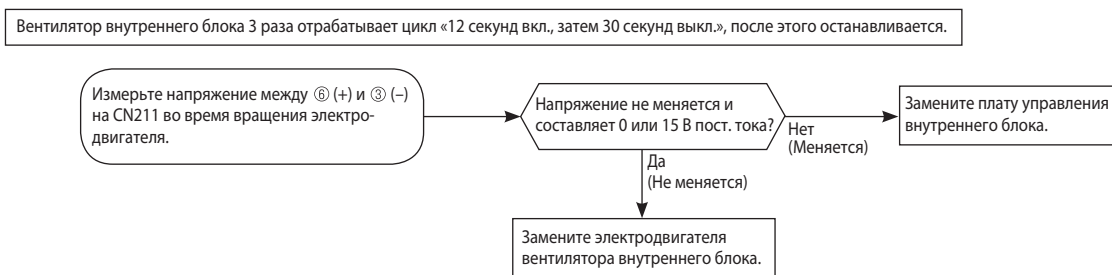 Вентилятор внутреннего блока 3 раза отрабатывает цикл «12 секунд вкл., затем 30 секунд выкл.», после этого останавливается.
Измерьте напряжение между ⑥ (+) и ③ (–)
на CN211 во время вращения электро-
двигателя.
Напряжение не меняется и
составляет 0 или 15 В пост. тока?
Нет
(Меняется)
Замените плату управления
внутреннего блока.
Да
(Не меняется)
Замените электродвигателя
вентилятора внутреннего блока.